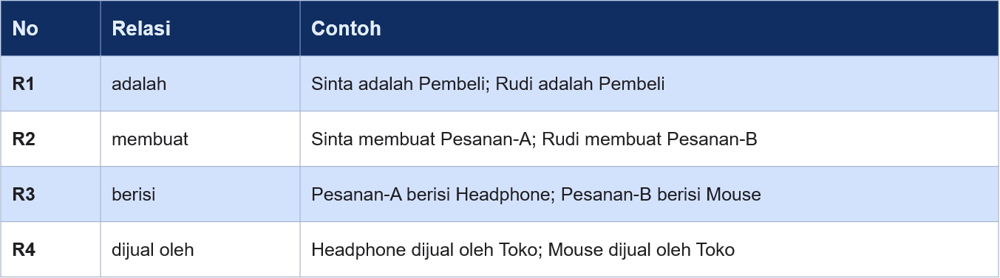 No Relasi Contoh
R1 adalah Sinta adalah Pembeli; Rudi adalah Pembeli
R2 membuat Sinta membuat Pesanan-A; Rudi membuat Pesanan-B
R3 berisi Pesanan-A berisi Headphone; Pesanan-B berisi Mouse
R4 dijual oleh Headphone dijual oleh Toko; Mouse dijual oleh Toko